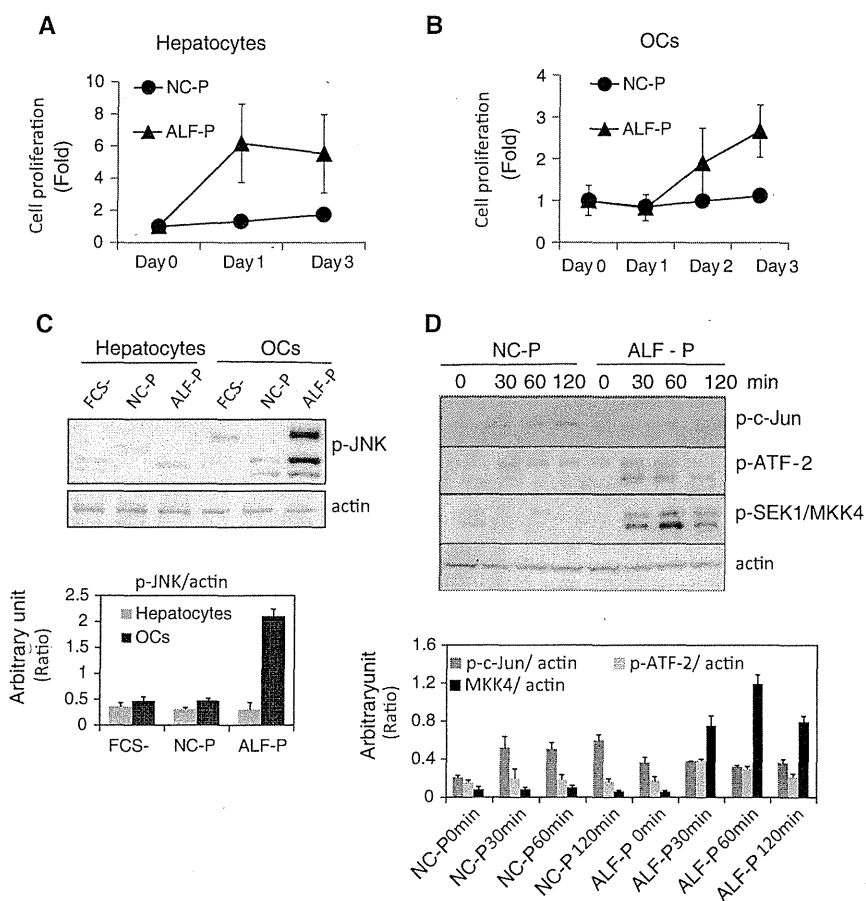 A
Hepatocytes
Cell proliferation
(Fold)
10
8
6
4
2
0
NC-P
ALF-P
Day 0
Day 1
Day 3
B
OCs
Cell proliferation
(Fold)
4
3
2
1
0
NC-P
ALF-P
Day 0
Day 1
Day 2
Day 3
C
Hepatocytes
OCs
FCS-
NC-P
ALF-P
FCS-
NC-P
ALF-P
p-JNK
actin
p-JNK/actin
Arbitrary unit
(Ratio)
2.5
2
1.5
1
0.5
0
Hepatocytes
OCs
FCS-
NC-P
ALF-P
D
NC-P
ALF - P
0 30 60 120 0 30 60 120 min
p-c-Jun
p-ATF-2
p-SEK1/MKK4
actin
Arbitraryunit
(Ratio)
1.6
1.2
0.8
0.4
0
p-c-Jun/ actin
p-ATF-2/ actin
MKK4/ actin
NC-P0min
NC-P30min
NC-P60min
NC-P 120min
ALF-P 0min
ALF-P30min
ALF-P 60min
ALF-P 120min